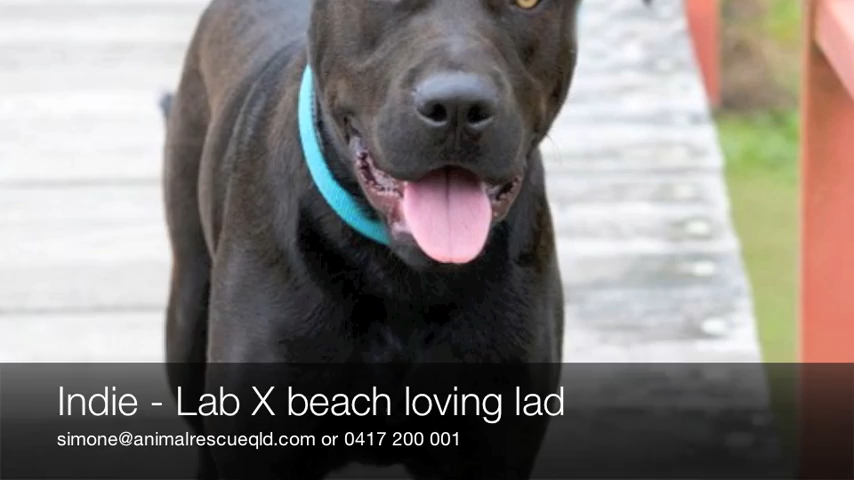 Indie - Lab X beach loving lad
simone@animalrescueqld.com or 0417 200 001